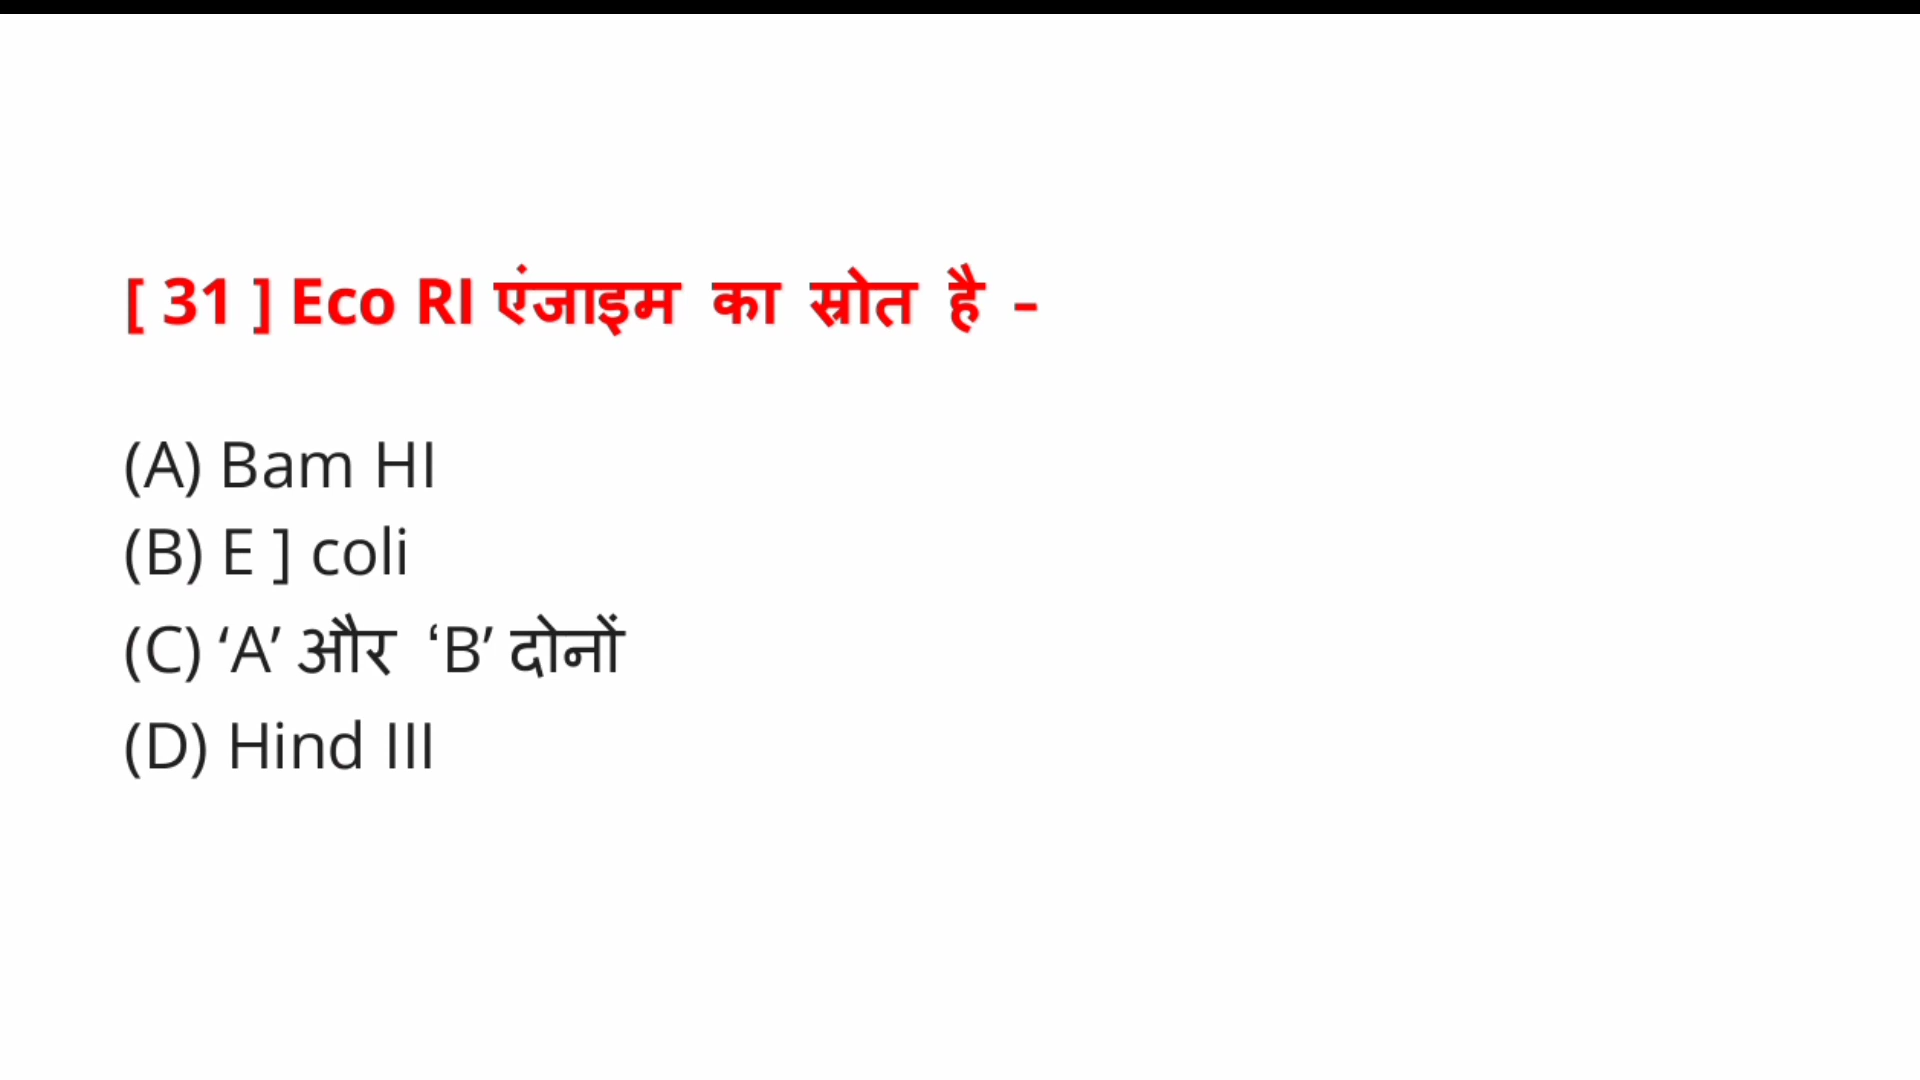 [ 31 ] Eco RI एंजाइम का स्रोत है –
(A) Bam HI
(B) E ] coli
(C) ‘A’ और ‘B’ दोनों
(D) Hind III